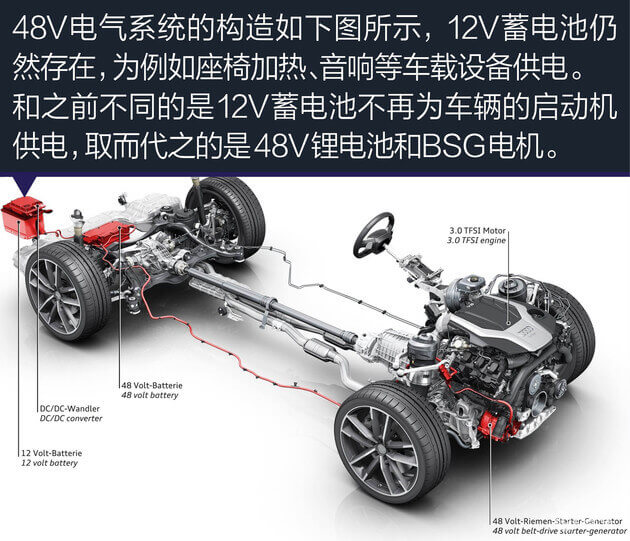 48V电气系统的构造如下图所示，12V蓄电池仍
然存在，为例如座椅加热、音响等车载设备供电。
和之前不同的是12V蓄电池不再为车辆的启动机
供电，取而代之的是48V锂电池和BSG电机。
3.0 TFSI Motor
3.0 TFSI engine
48 Volt-Batterie
48 volt battery
DC/DC-Wandler
DC/DC converter
12 Volt-Batterie
12 volt battery
48 Volt-Riemen-Starter-Generator
48 volt belt-drive starter-generator